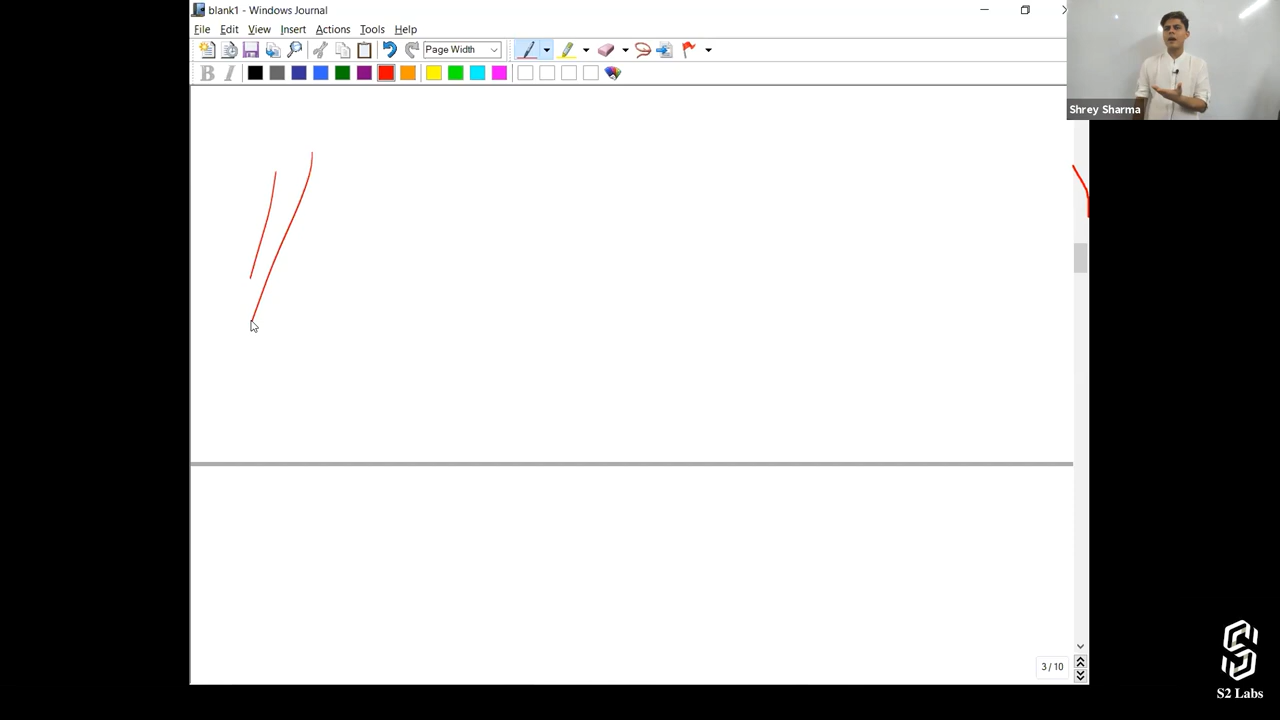 blank1 - Windows Journal
File Edit View Insert Actions Tools Help
Page Width
B I
Shrey Sharma
3 / 10
S2 Labs